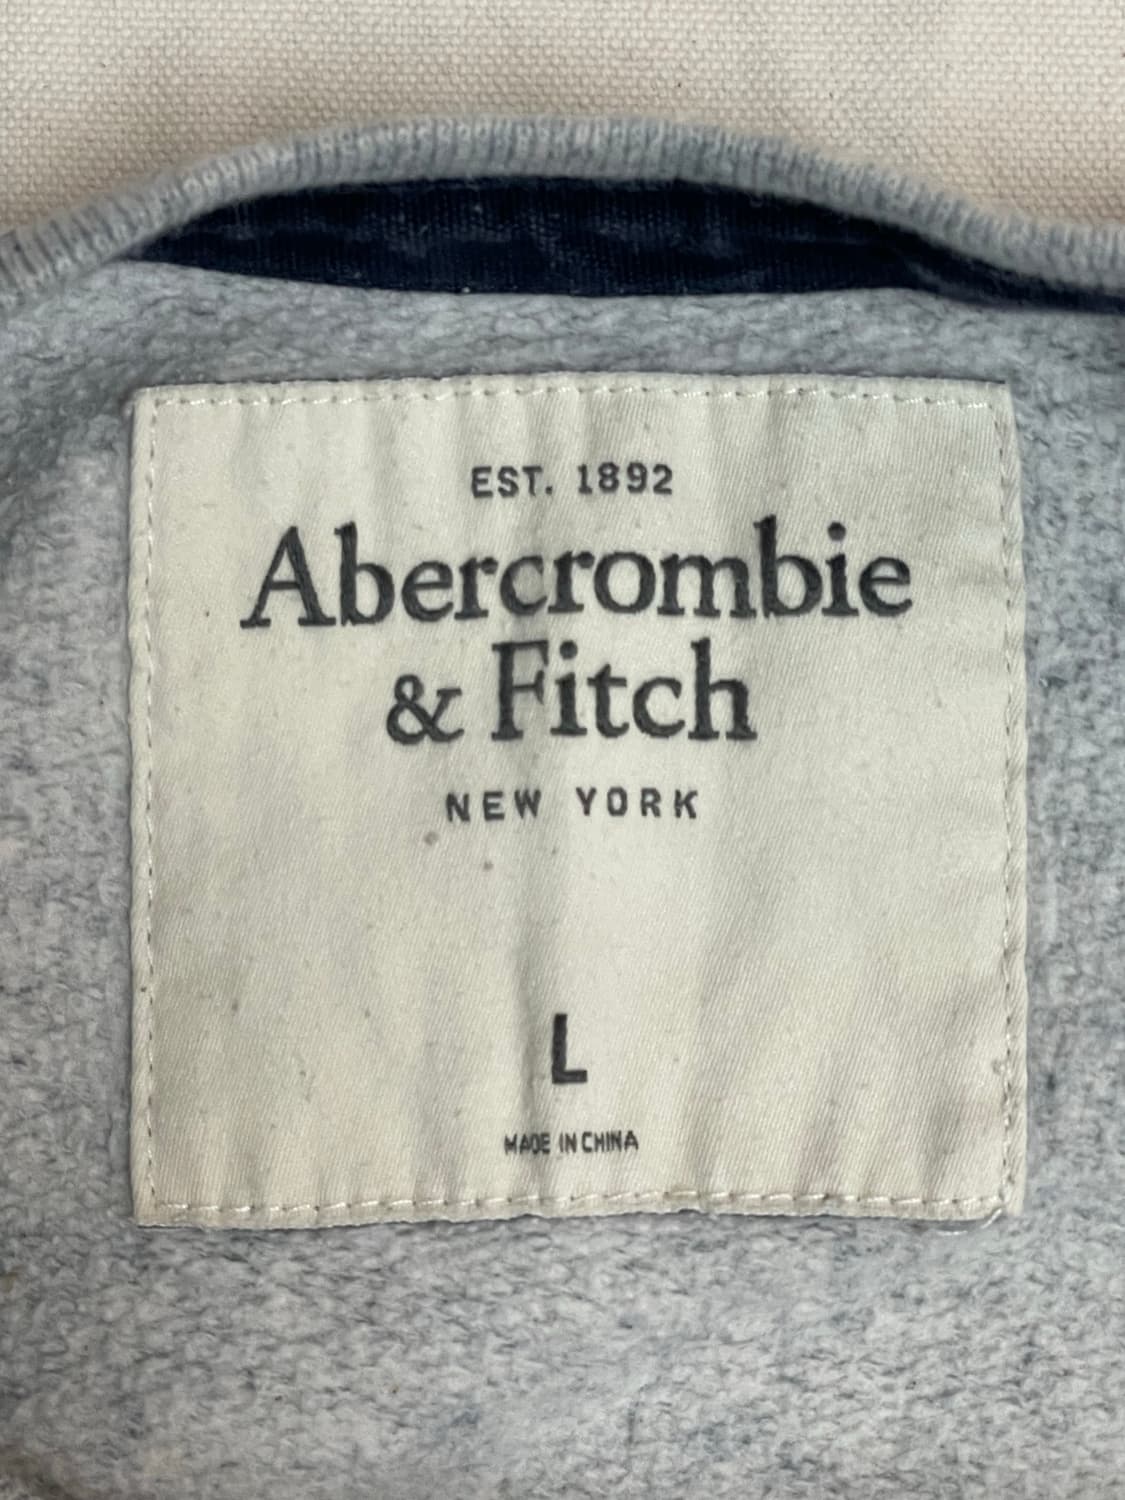 EST. 1892
Abercrombie
& Fitch
NEW YORK
L
MADE IN CHINA